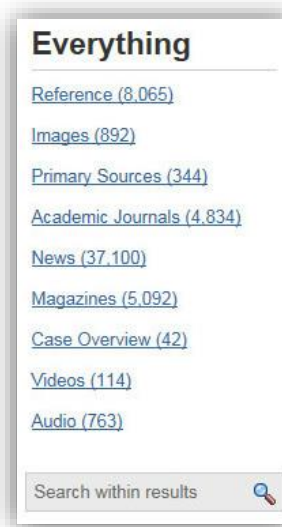 Everything
Reference (8,065)
Images (892)
Primary Sources (344)
Academic Journals (4,834)
News (37,100)
Magazines (5,092)
Case Overview (42)
Videos (114)
Audio (763)
Search within results